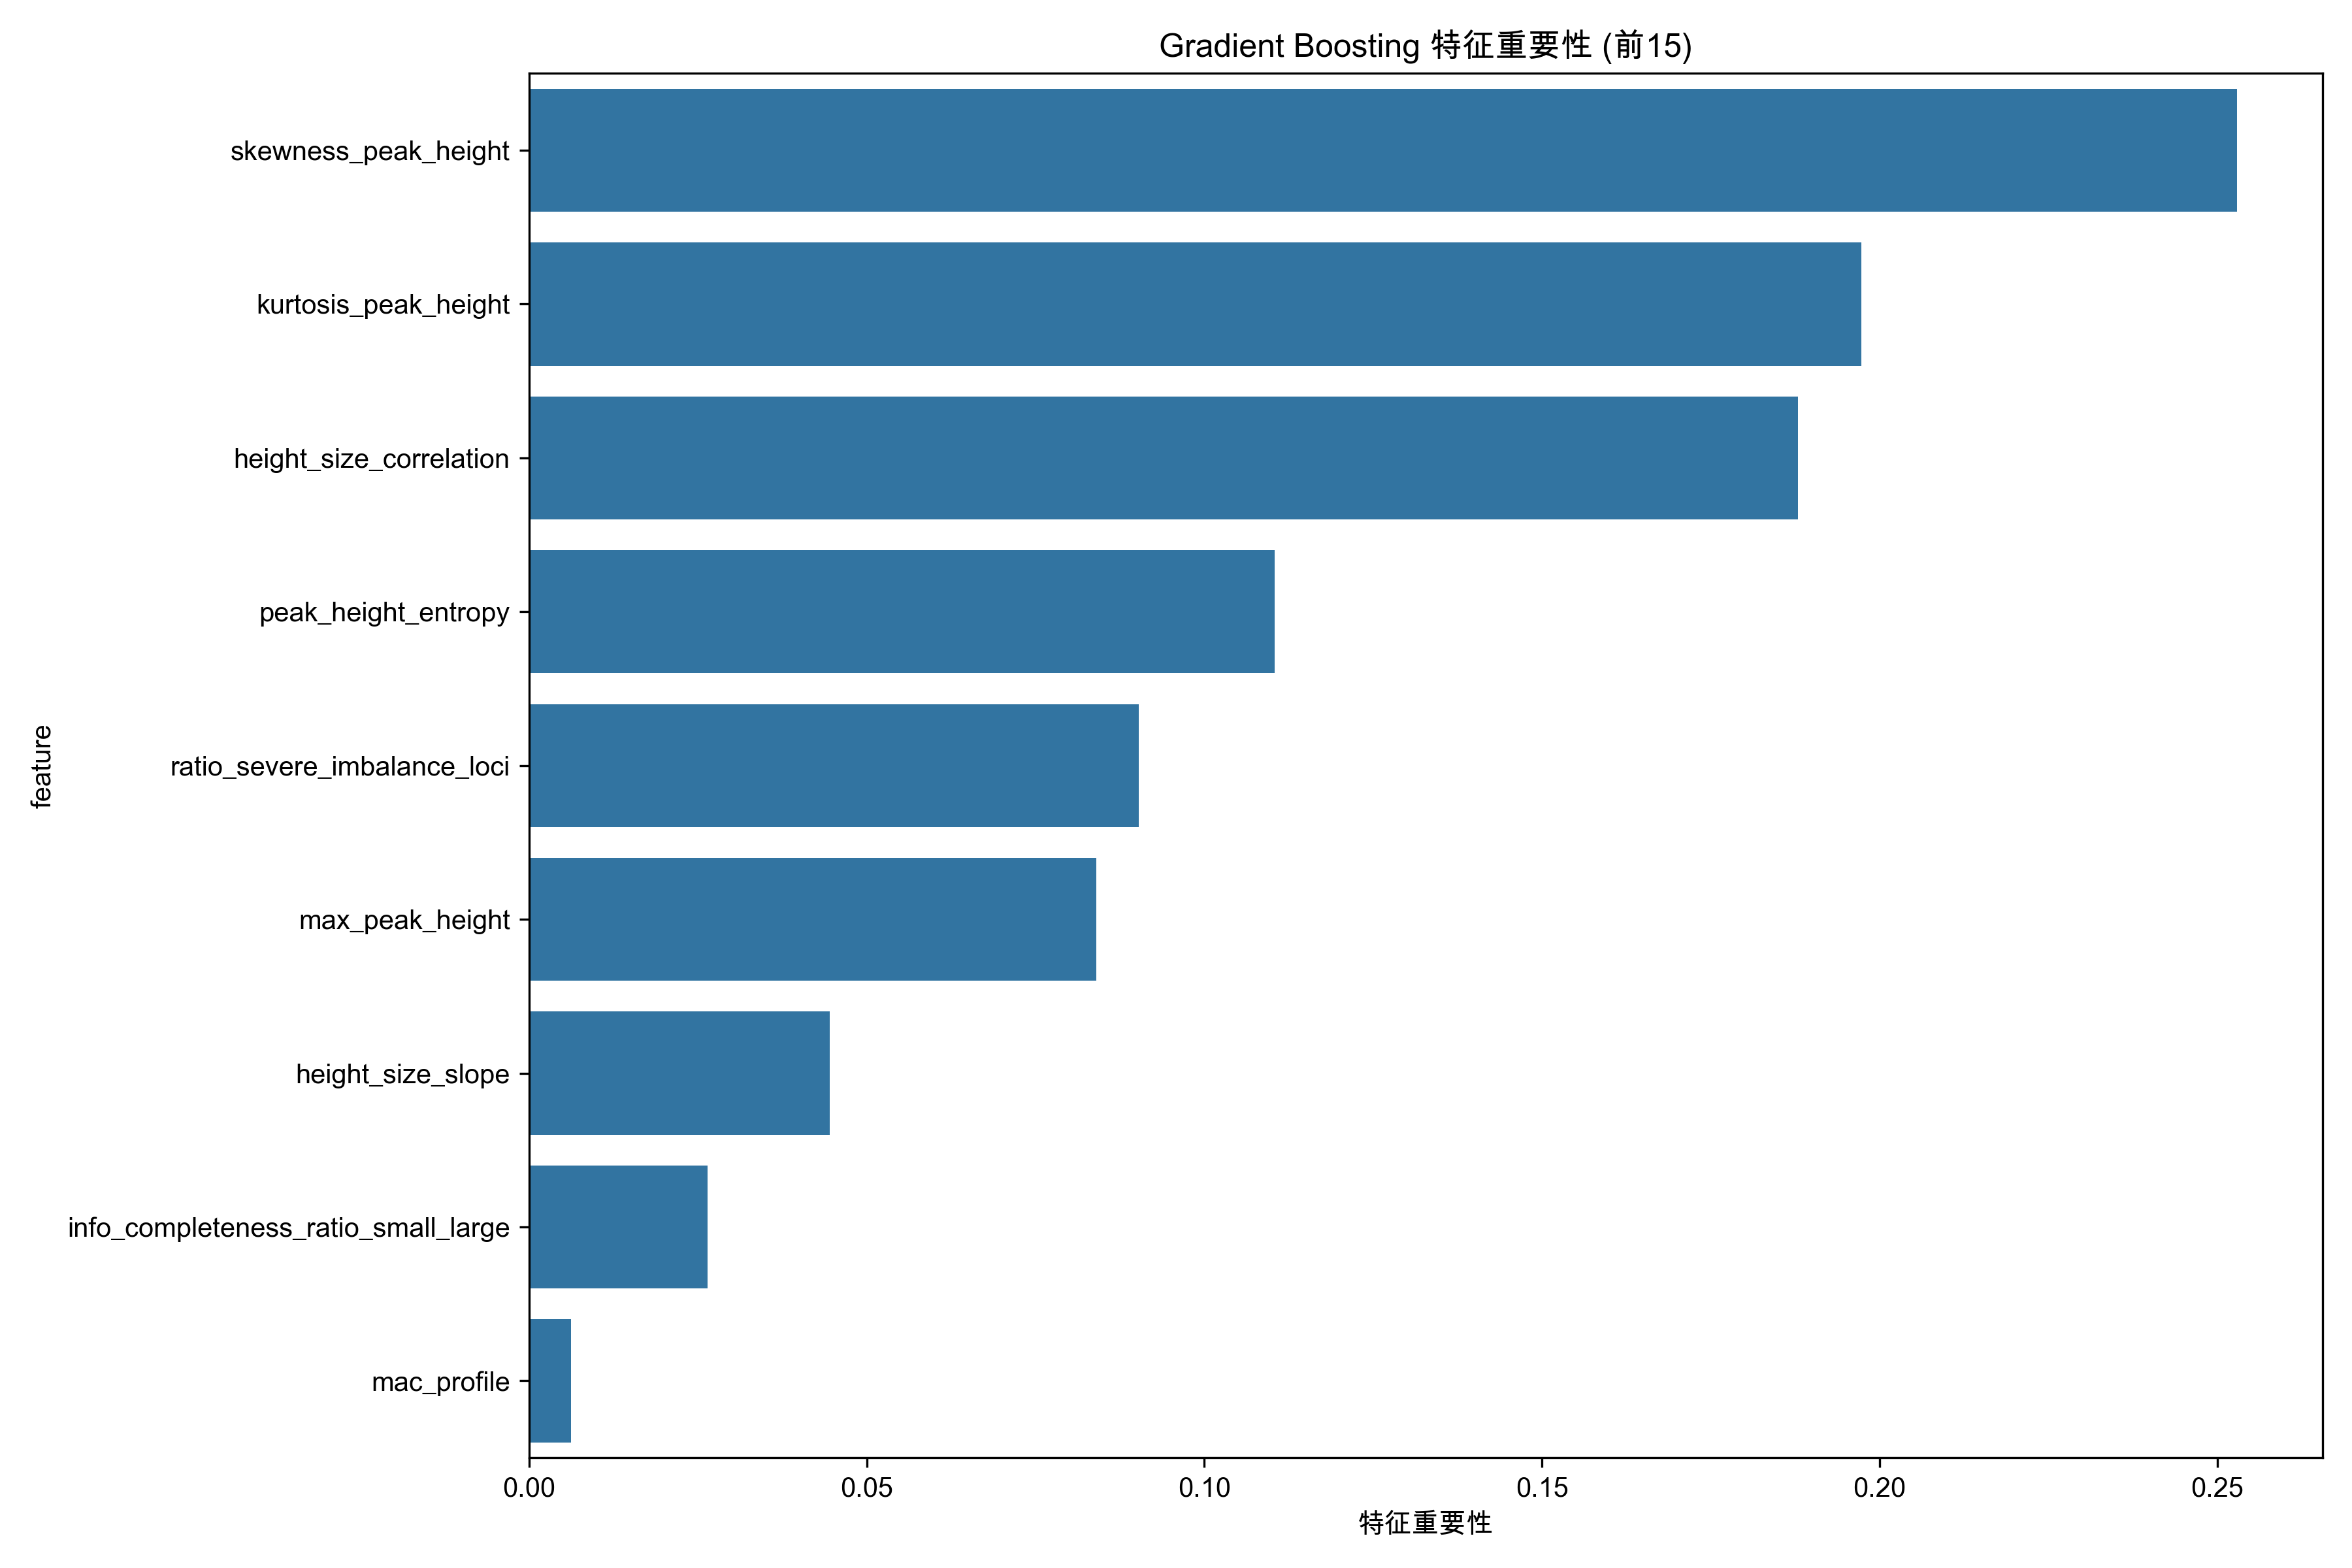 Gradient Boosting 特征重要性 (前15)
feature
skewness_peak_height
kurtosis_peak_height
height_size_correlation
peak_height_entropy
ratio_severe_imbalance_loci
max_peak_height
height_size_slope
info_completeness_ratio_small_large
mac_profile
0.00 0.05 0.10 0.15 0.20 0.25
特征重要性